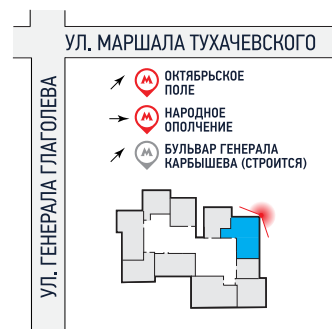 УЛ. МАРШАЛА ТУХАЧЕВСКОГО
УЛ. ГЕНЕРАЛА ГЛАГОЛЕВА
М ОКТЯБРЬСКОЕ
ПОЛЕ
М НАРОДНОЕ
ОПОЛЧЕНИЕ
М БУЛЬВАР ГЕНЕРАЛА
КАРБЫШЕВА (СТРОИТСЯ)